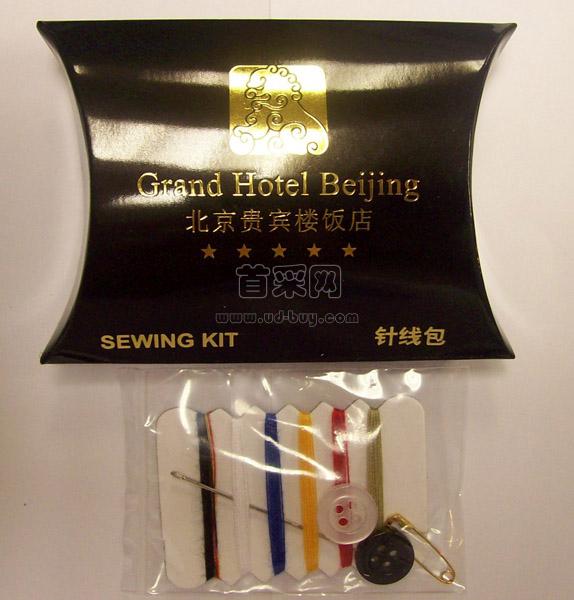 Grand Hotel Beijing
北京贵宾楼饭店
★ ★ ★ ★ ★
首采网
www.ud-buy.com
SEWING KIT 针线包